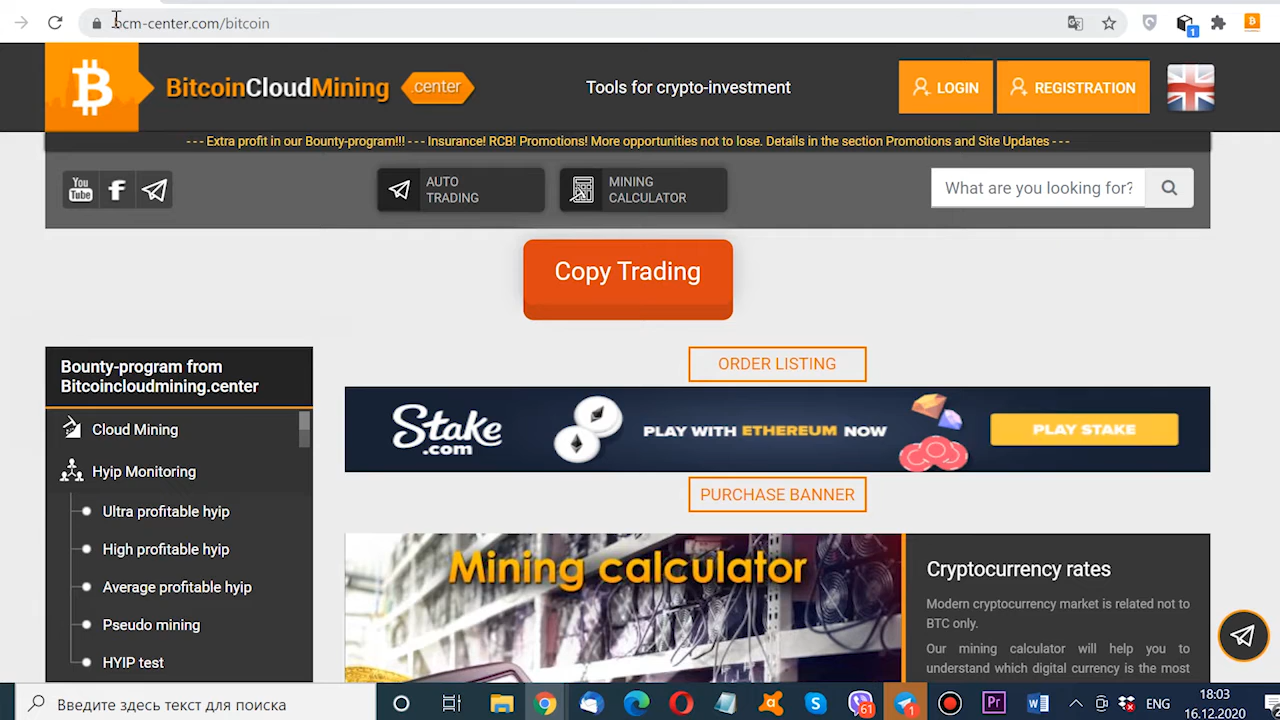 bcm-center.com/bitcoin
1
BitcoinCloudMining
.center
Tools for crypto-investment
LOGIN
REGISTRATION
- - - Extra profit in our Bounty-program!!! - - - Insurance! RCB! Promotions! More opportunities not to lose. Details in the section Promotions and Site Updates - - -
You
Tube
AUTO
TRADING
MINING
CALCULATOR
What are you looking for?
Copy Trading
Bounty-program from
Bitcoincloudmining.center
Cloud Mining
Hyip Monitoring
Ultra profitable hyip
High profitable hyip
Average profitable hyip
Pseudo mining
HYIP test
ORDER LISTING
Stake
.com
PLAY WITH ETHEREUM NOW
PLAY STAKE
PURCHASE BANNER
Mining calculator
Cryptocurrency rates
Modern cryptocurrency market is related not to
BTC only.
Our mining calculator will help you to
understand which digital currency is the most
Введите здесь текст для поиска
61
1
Pr
ENG
18:03
16.12.2020